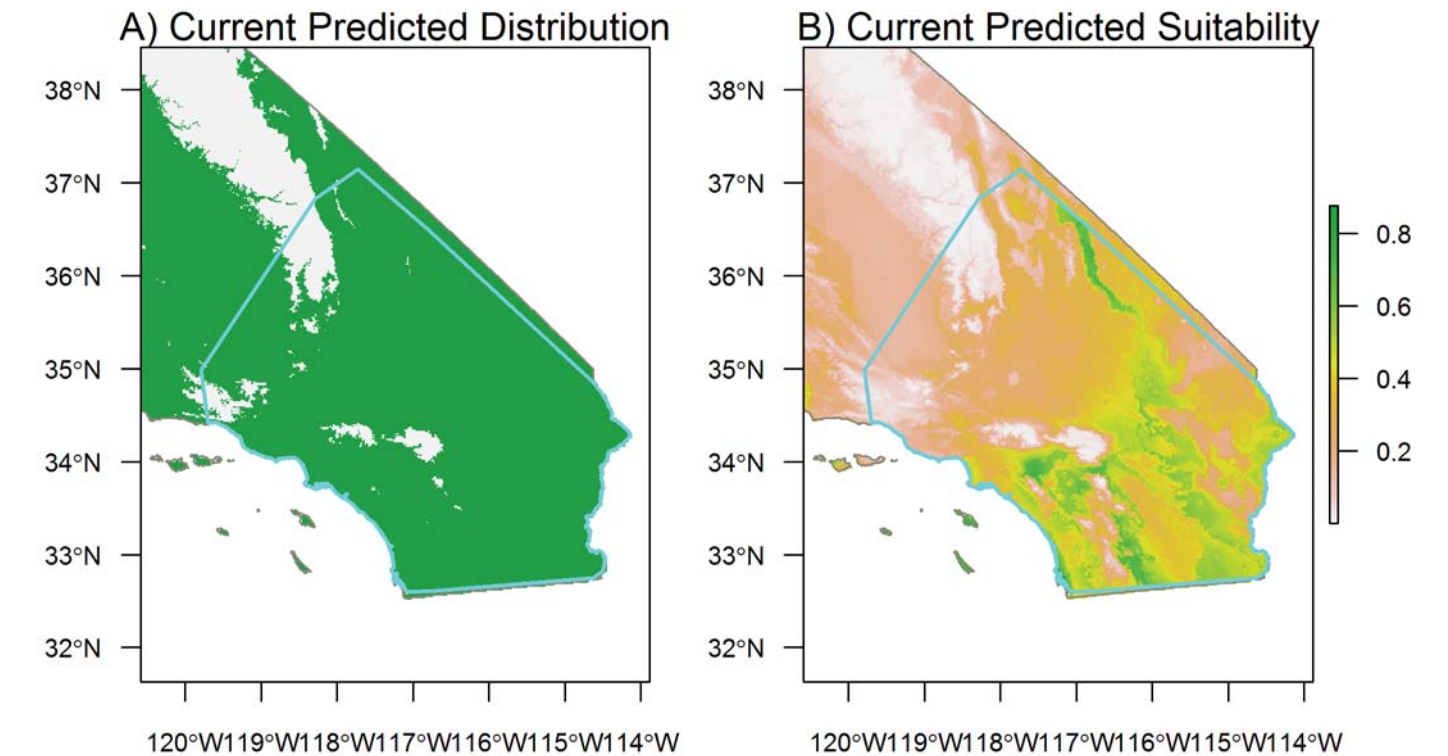 A) Current Predicted Distribution
38°N
37°N
36°N
35°N
34°N
33°N
32°N
120°W119°W118°W117°W116°W115°W114°W
B) Current Predicted Suitability
38°N
37°N
36°N
35°N
34°N
33°N
32°N
120°W119°W118°W117°W116°W115°W114°W
0.8
0.6
0.4
0.2